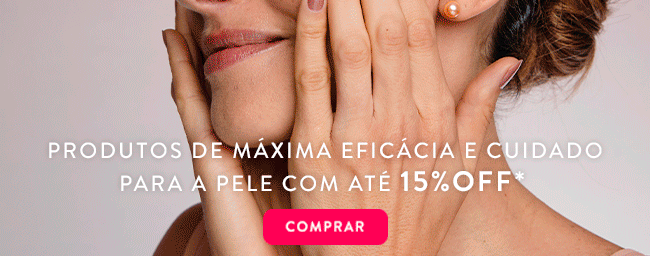 PRODUTOS DE MÁXIMA EFICÁCIA E CUIDADO
PARA A PELE COM ATÉ 15%OFF*
COMPRAR